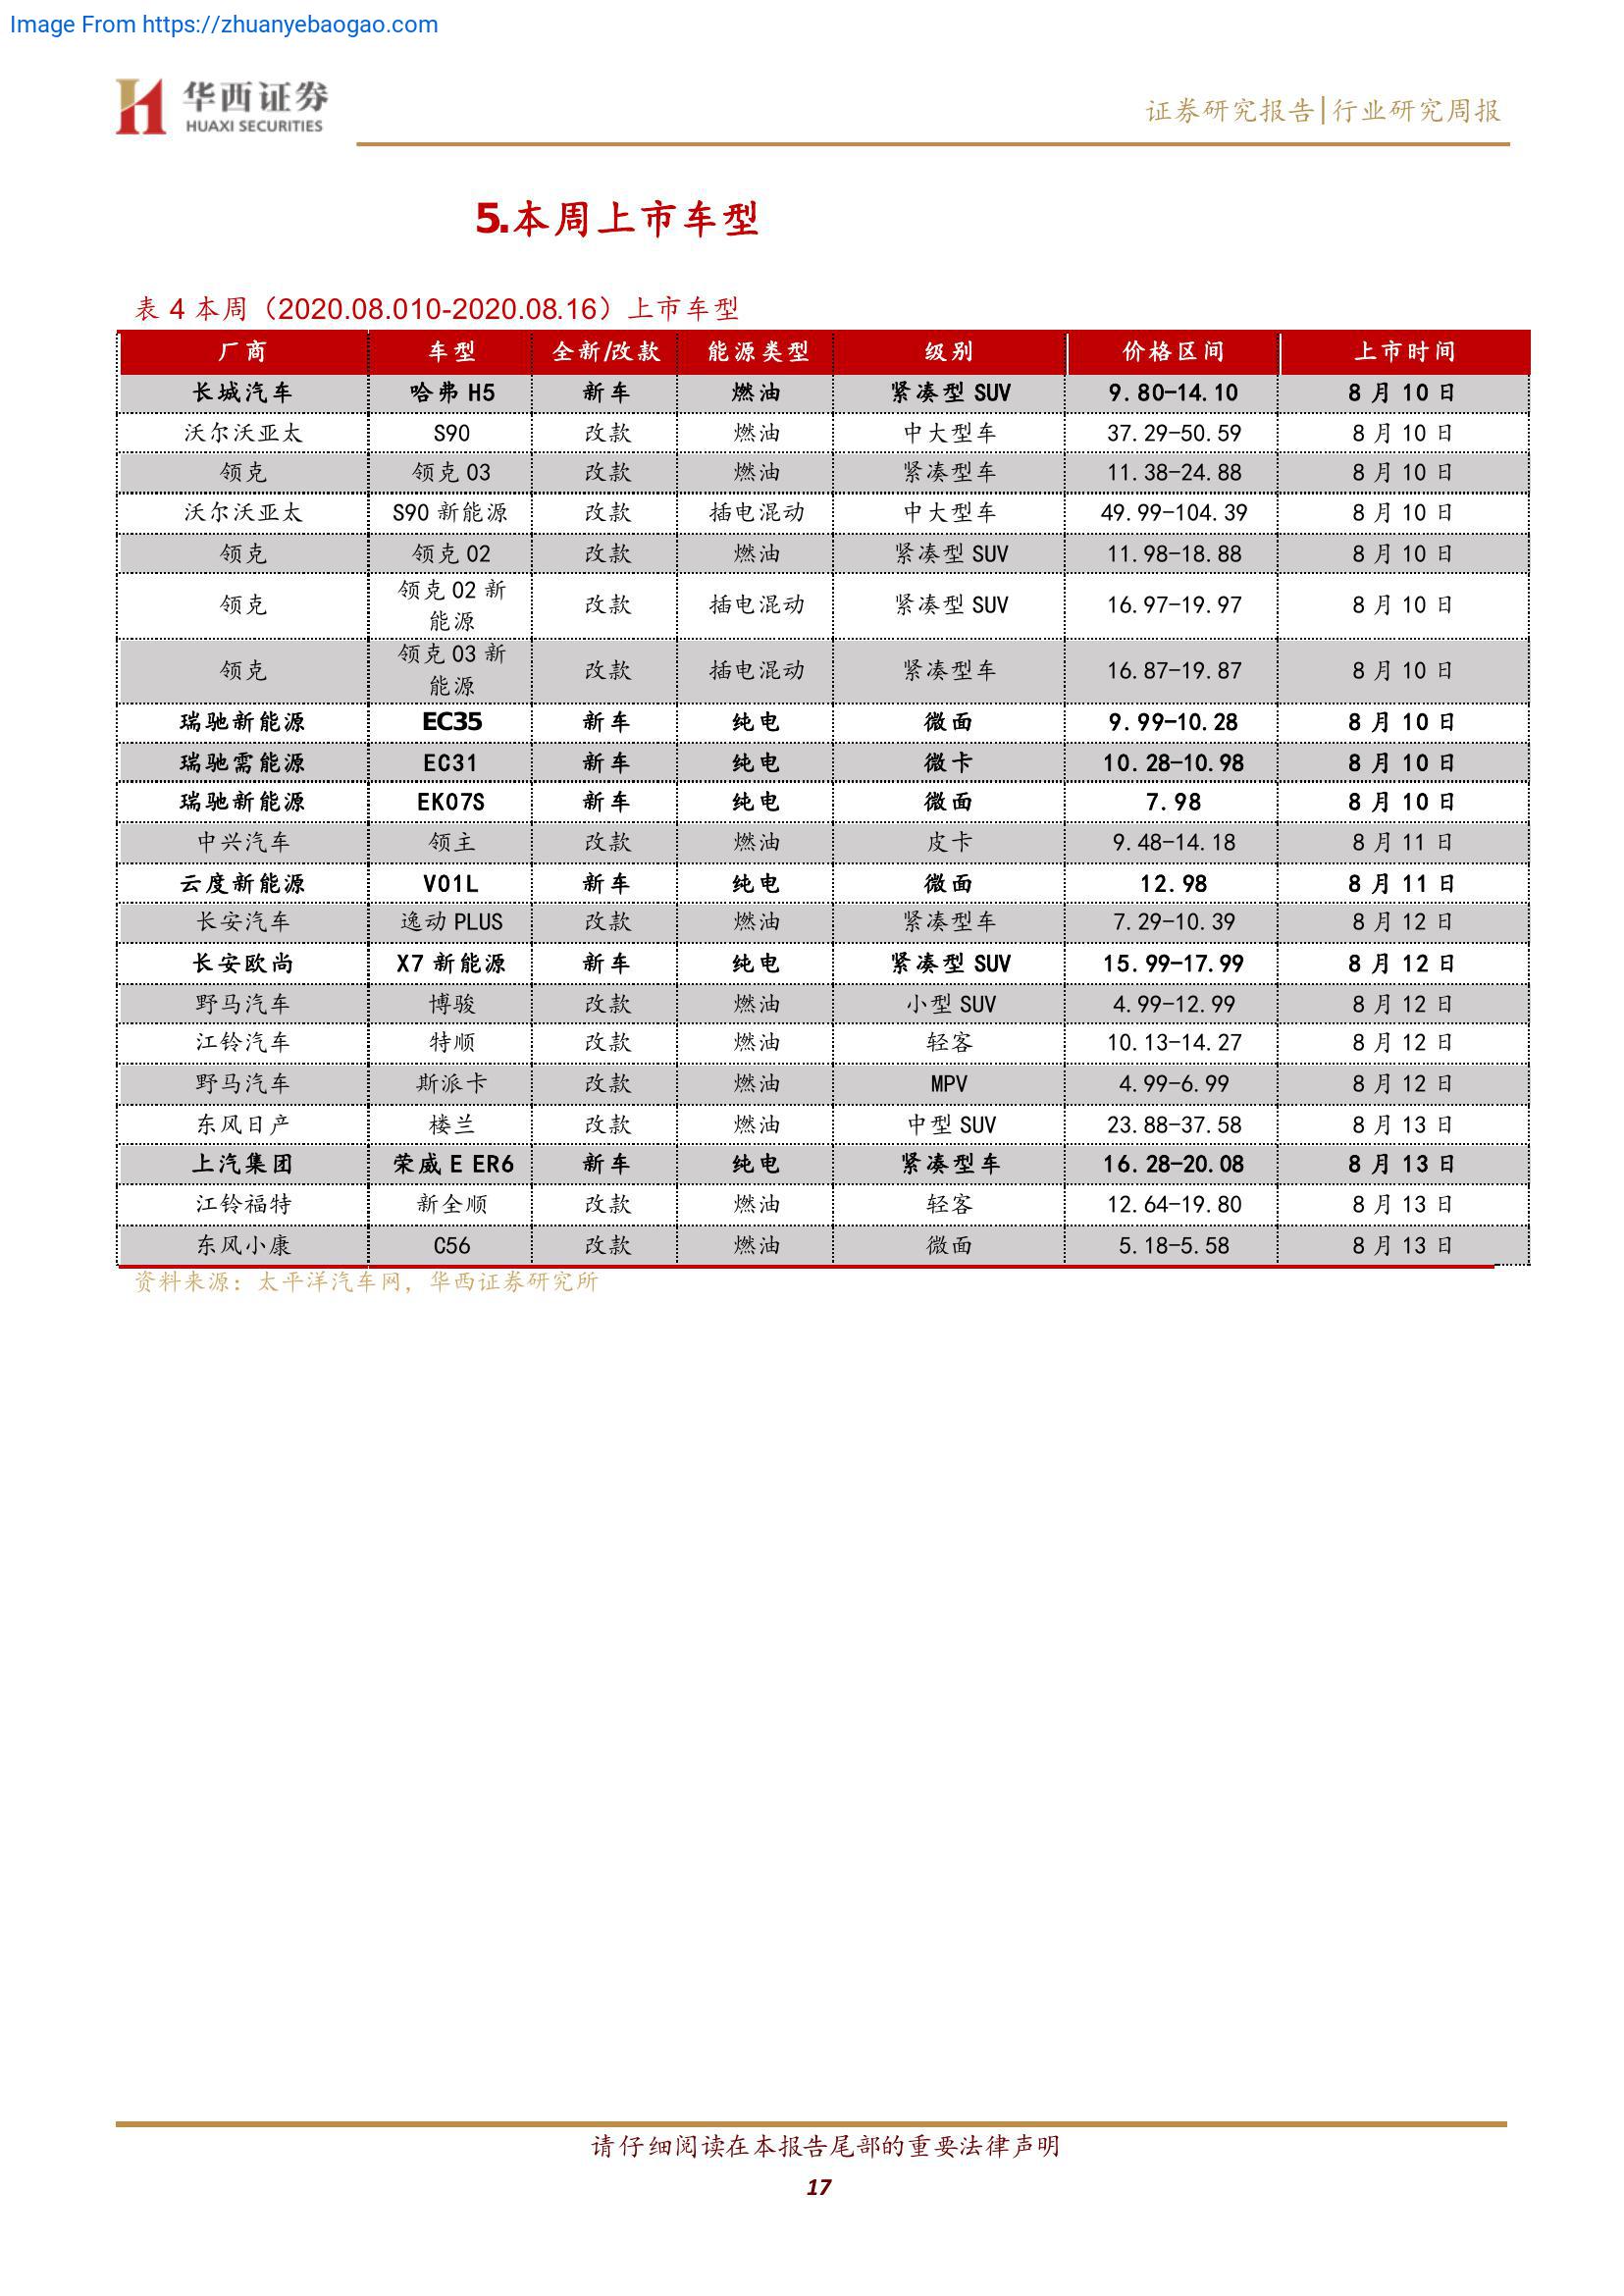 Image From https://zhuanyebaogao.com
华西证券
HUAXI SECURITIES
证券研究报告|行业研究周报
5.本周上市车型
表 4 本周（2020.08.010-2020.08.16）上市车型
厂商 车型 全新/改款 能源类型 级别 价格区间 上市时间
长城汽车 哈弗 H5 新车 燃油 紧凑型 SUV 9.80-14.10 8 月 10 日
沃尔沃亚太 S90 改款 燃油 中大型车 37.29-50.59 8 月 10 日
领克 领克 03 改款 燃油 紧凑型车 11.38-24.88 8 月 10 日
沃尔沃亚太 S90 新能源 改款 插电混动 中大型车 49.99-104.39 8 月 10 日
领克 领克 02 改款 燃油 紧凑型 SUV 11.98-18.88 8 月 10 日
领克 领克 02 新能源 改款 插电混动 紧凑型 SUV 16.97-19.97 8 月 10 日
领克 领克 03 新能源 改款 插电混动 紧凑型车 16.87-19.87 8 月 10 日
瑞驰新能源 EC35 新车 纯电 微面 9.99-10.28 8 月 10 日
瑞驰需能源 EC31 新车 纯电 微卡 10.28-10.98 8 月 10 日
瑞驰新能源 EK07S 新车 纯电 微面 7.98 8 月 10 日
中兴汽车 领主 改款 燃油 皮卡 9.48-14.18 8 月 11 日
云度新能源 V01L 新车 纯电 微面 12.98 8 月 11 日
长安汽车 逸动 PLUS 改款 燃油 紧凑型车 7.29-10.39 8 月 12 日
长安欧尚 X7 新能源 新车 纯电 紧凑型 SUV 15.99-17.99 8 月 12 日
野马汽车 博骏 改款 燃油 小型 SUV 4.99-12.99 8 月 12 日
江铃汽车 特顺 改款 燃油 轻客 10.13-14.27 8 月 12 日
野马汽车 斯派卡 改款 燃油 MPV 4.99-6.99 8 月 12 日
东风日产 楼兰 改款 燃油 中型 SUV 23.88-37.58 8 月 13 日
上汽集团 荣威 E ER6 新车 纯电 紧凑型车 16.28-20.08 8 月 13 日
江铃福特 新全顺 改款 燃油 轻客 12.64-19.80 8 月 13 日
东风小康 C56 改款 燃油 微面 5.18-5.58 8 月 13 日
资料来源：太平洋汽车网，华西证券研究所
请仔细阅读在本报告尾部的重要法律声明
17